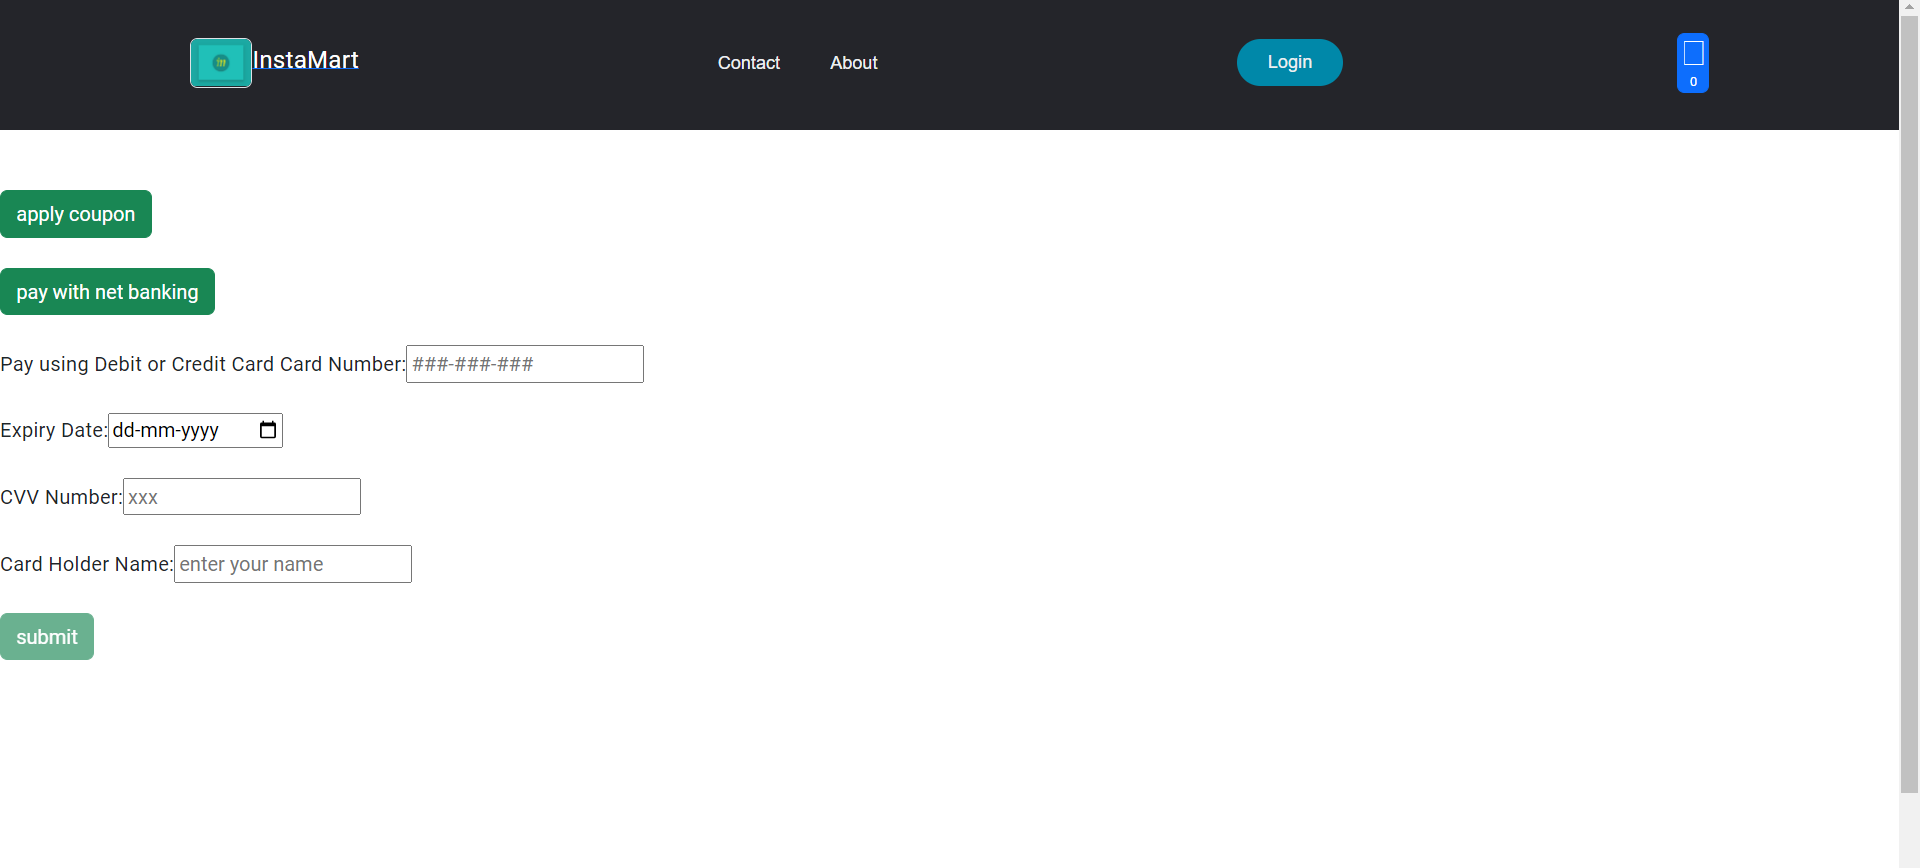 InstaMart
Contact About
Login
0
apply coupon
pay with net banking
Pay using Debit or Credit Card Card Number: ###-###-###
Expiry Date: dd-mm-yyyy
CVV Number: xxx
Card Holder Name: enter your name
submit